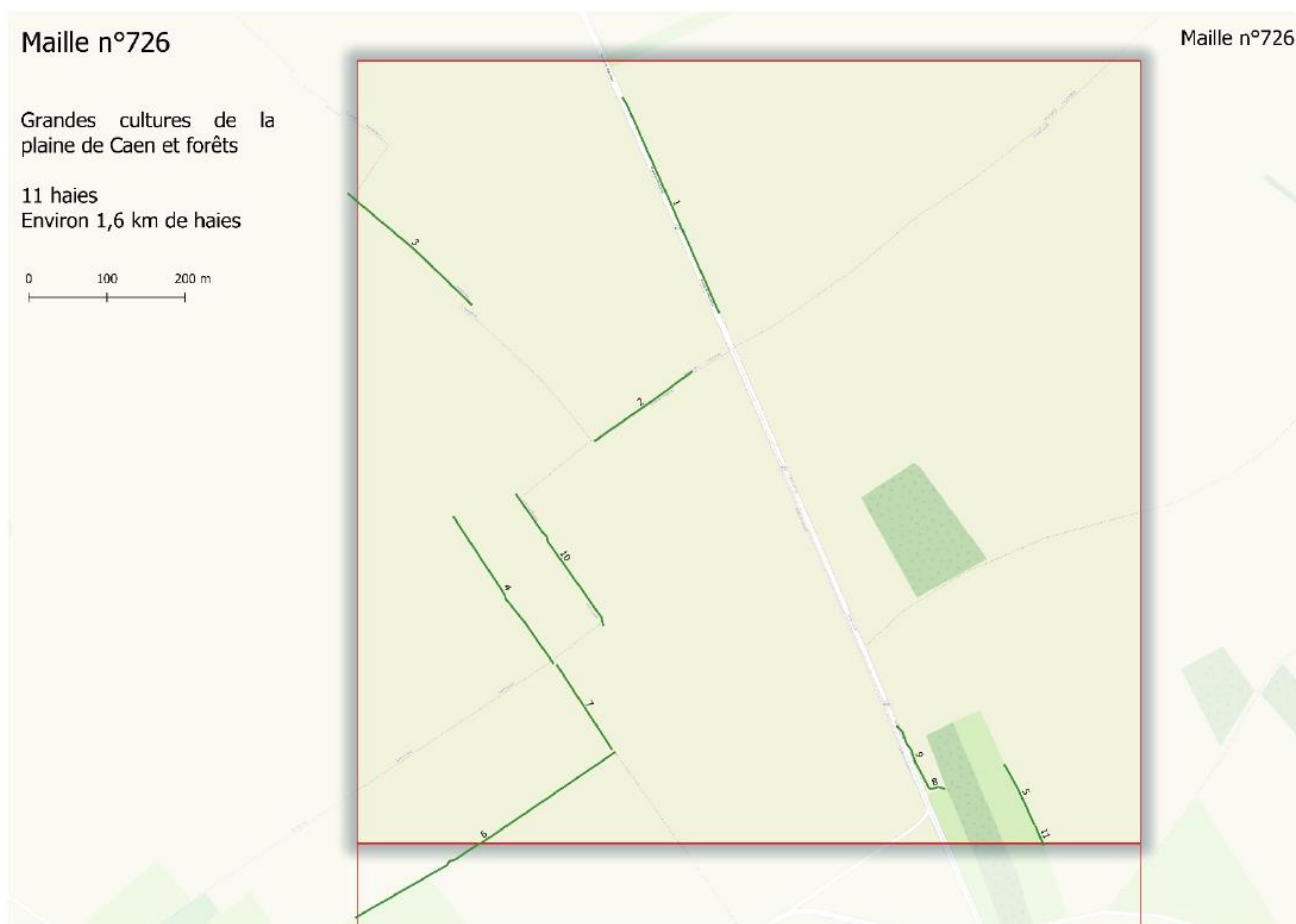 Maille n°726
Maille n°726
Grandes cultures de la
plaine de Caen et forêts
11 haies
Environ 1,6 km de haies
0 100 200 m
1
3
2
10
4
7
9
8
5
11
6